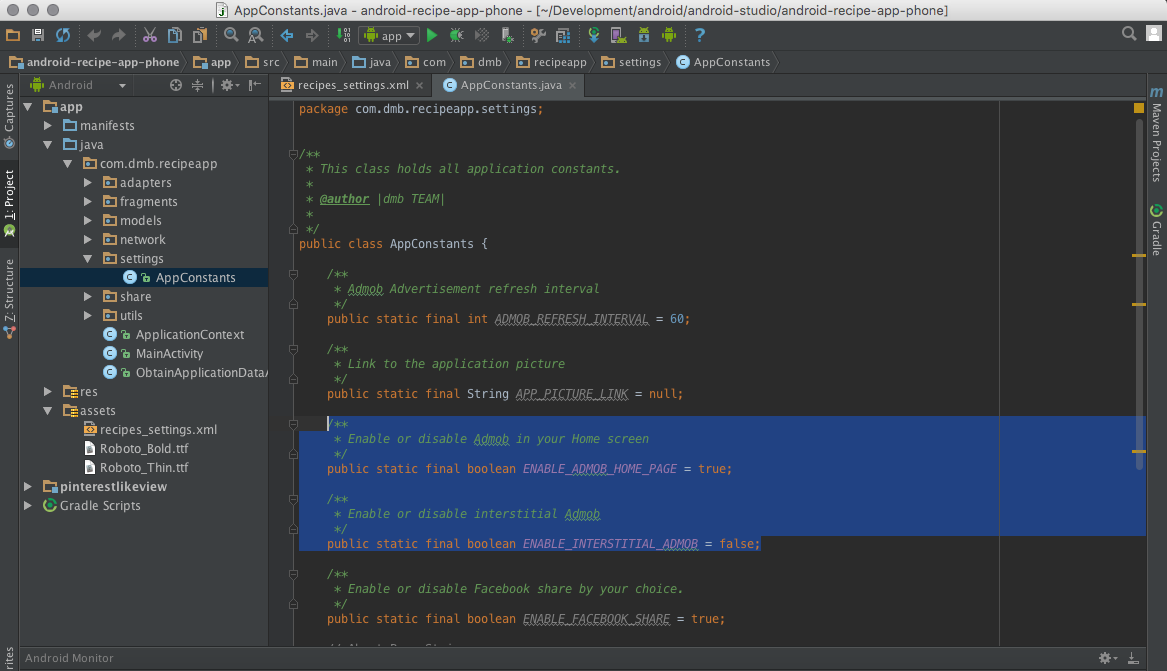 AppConstants.java - android-recipe-app-phone - [~/Development/android/android-studio/android-recipe-app-phone]
app
android-recipe-app-phone app src main java com dmb recipeapp settings AppConstants
Android
recipes_settings.xml
AppConstants.java
Captures
1: Project
7: Structure
app
manifests
java
com.dmb.recipeapp
adapters
fragments
models
network
settings
AppConstants
share
utils
ApplicationContext
MainActivity
ObtainApplicationDataA
res
assets
recipes_settings.xml
Roboto_Bold.ttf
Roboto_Thin.ttf
pinterestlikeview
Gradle Scripts
package com.dmb.recipeapp.settings;
/**
* This class holds all application constants.
*
* @author |dmb TEAM|
*
*/
public class AppConstants {
/**
* Admob Advertisement refresh interval
*/
public static final int ADMOB_REFRESH_INTERVAL = 60;
/**
* Link to the application picture
*/
public static final String APP_PICTURE_LINK = null;
/**
* Enable or disable Admob in your Home screen
*/
public static final boolean ENABLE_ADMOB_HOME_PAGE = true;
/**
* Enable or disable interstitial Admob
*/
public static final boolean ENABLE_INTERSTITIAL_ADMOB = false;
/**
* Enable or disable Facebook share by your choice.
*/
public static final boolean ENABLE_FACEBOOK_SHARE = true;
Maven Projects
Gradle
Android Monitor